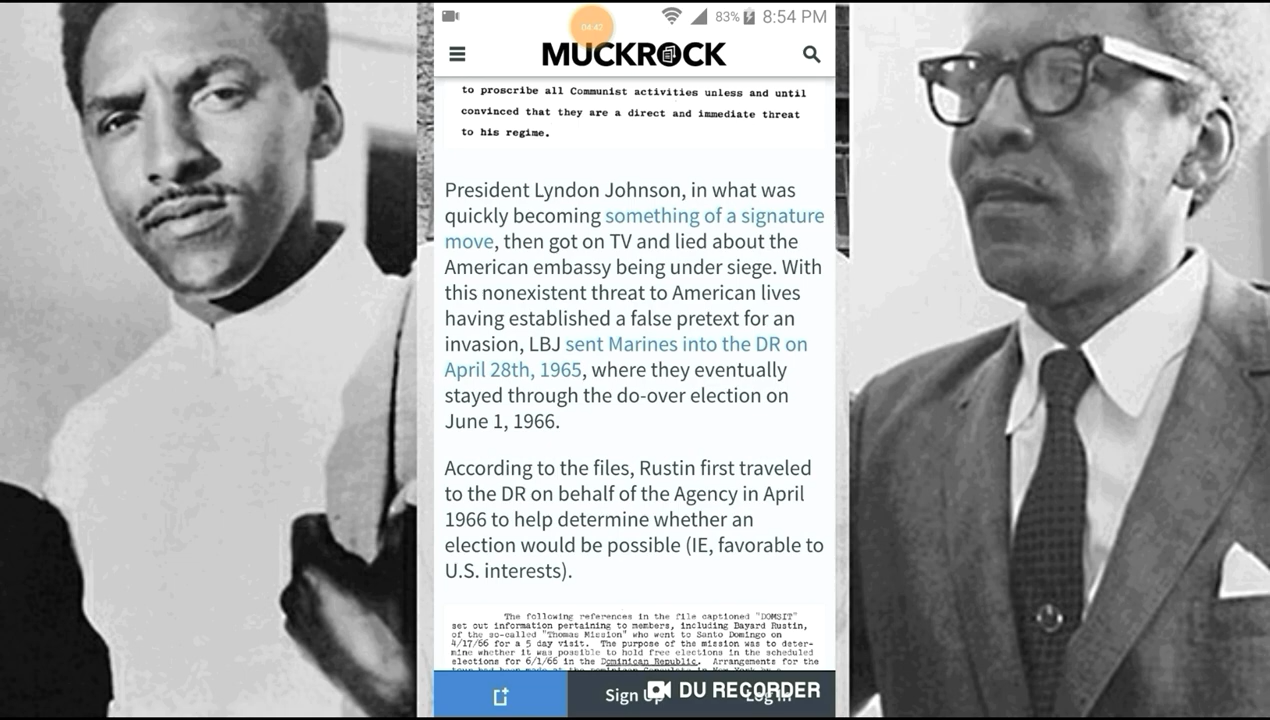 04:42
83%
8:54 PM
MUCKROCK
to proscribe all Communist activities unless and until
convinced that they are a direct and immediate threat
to his regime.
President Lyndon Johnson, in what was
quickly becoming something of a signature
move, then got on TV and lied about the
American embassy being under siege. With
this nonexistent threat to American lives
having established a false pretext for an
invasion, LBJ sent Marines into the DR on
April 28th, 1965, where they eventually
stayed through the do-over election on
June 1, 1966.
According to the files, Rustin first traveled
to the DR on behalf of the Agency in April
1966 to help determine whether an
election would be possible (IE, favorable to
U.S. interests).
The following references in the file captioned "DOMSIT"
set out information pertaining to members, including Bayard Rustin,
of the so-called "Thomas Mission" who went to Santo Domingo on
4/17/66 for a 5 day visit. The purpose of the mission was to deter-
mine whether it was possible to hold free elections in the scheduled
elections for 6/1/66 in the Dominican Republic. Arrangements for the
Sign Up
DU RECORDER
Log In